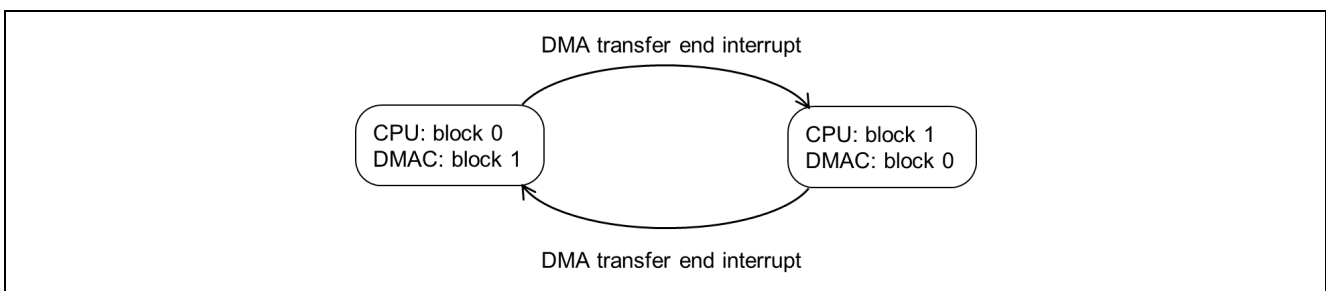 DMA transfer end interrupt
CPU: block 0
DMAC: block 1
CPU: block 1
DMAC: block 0
DMA transfer end interrupt